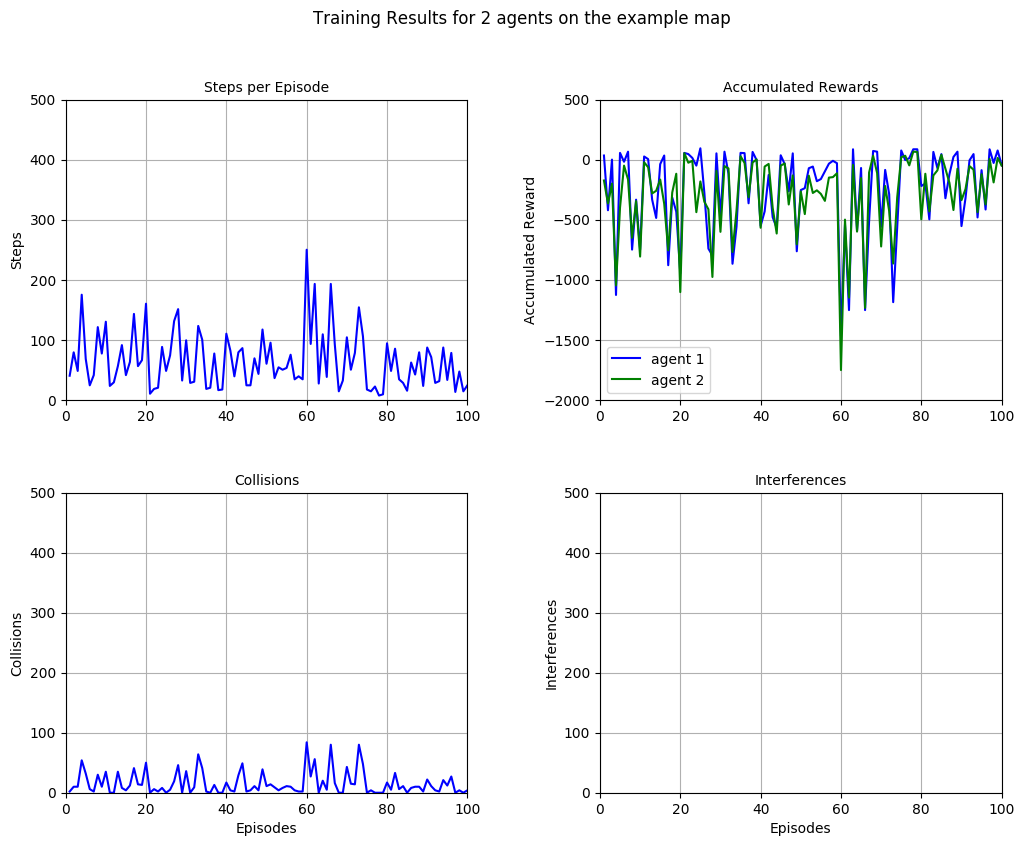 Training Results for 2 agents on the example map
Steps per Episode
500
400
300
200
100
0
Steps
0 20 40 60 80 100
Accumulated Rewards
500
0
−500
−1000
−1500
−2000
Accumulated Reward
agent 1
agent 2
0 20 40 60 80 100
Collisions
500
400
300
200
100
0
Collisions
0 20 40 60 80 100
Episodes
Interferences
500
400
300
200
100
0
Interferences
0 20 40 60 80 100
Episodes